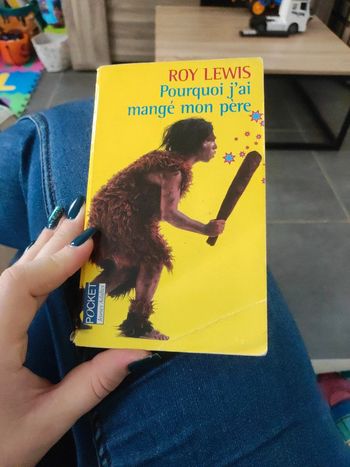 ROY LEWIS
Pourquoi j'ai
mangé mon père
POCKET